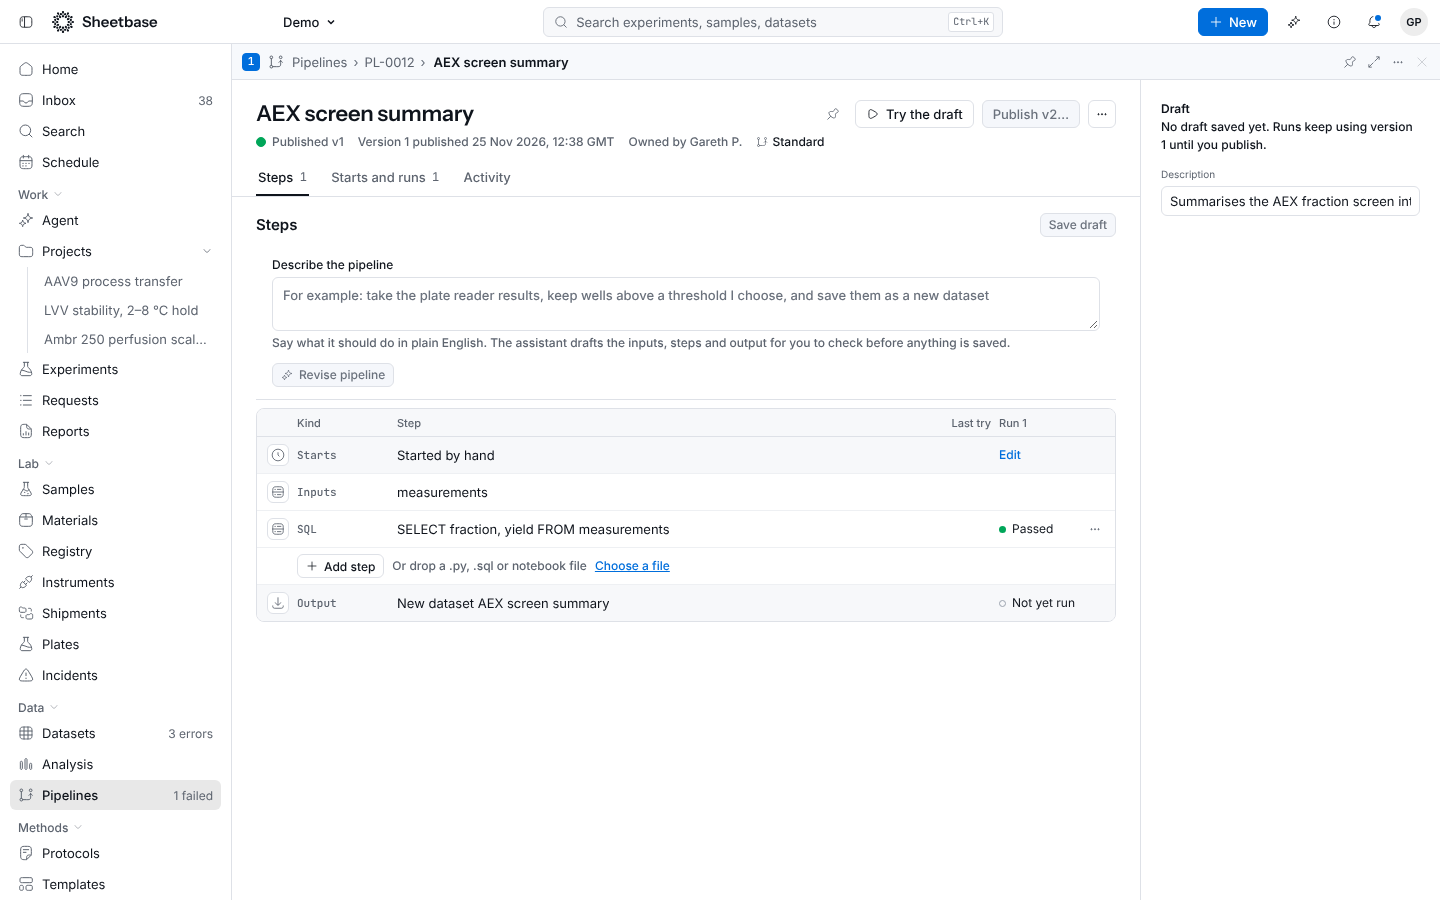 Sheetbase
Demo
Search experiments, samples, datasets
Ctrl+K
New
GP
Home
Inbox 38
Search
Schedule
Work
Agent
Projects
AAV9 process transfer
LVV stability, 2–8 °C hold
Ambr 250 perfusion scal...
Experiments
Requests
Reports
Lab
Samples
Materials
Registry
Instruments
Shipments
Plates
Incidents
Data
Datasets 3 errors
Analysis
Pipelines 1 failed
Methods
Protocols
Templates
1 Pipelines › PL-0012 › AEX screen summary
AEX screen summary
Try the draft
Publish v2...
Published v1 Version 1 published 25 Nov 2026, 12:38 GMT Owned by Gareth P. Standard
Steps 1 Starts and runs 1 Activity
Steps
Save draft
Describe the pipeline
For example: take the plate reader results, keep wells above a threshold I choose, and save them as a new dataset
Say what it should do in plain English. The assistant drafts the inputs, steps and output for you to check before anything is saved.
Revise pipeline
Kind Step Last try Run 1
Starts Started by hand Edit
Inputs measurements
SQL SELECT fraction, yield FROM measurements Passed
Add step Or drop a .py, .sql or notebook file Choose a file
Output New dataset AEX screen summary Not yet run
Draft
No draft saved yet. Runs keep using version
1 until you publish.
Description
Summarises the AEX fraction screen int